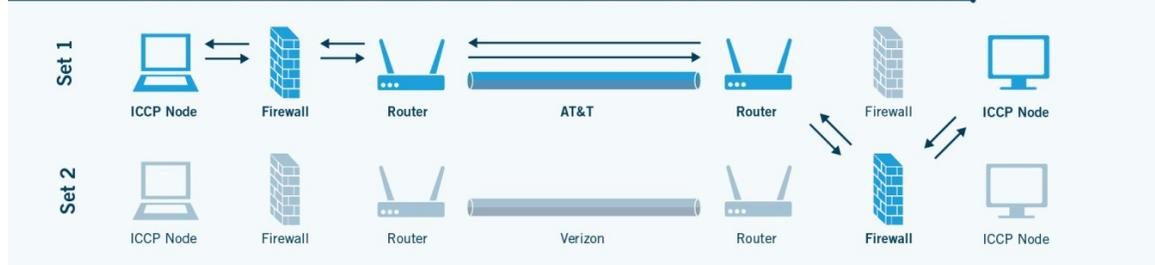 Set 1
ICCP Node Firewall Router AT&T Router Firewall ICCP Node
Set 2
ICCP Node Firewall Router Verizon Router Firewall ICCP Node